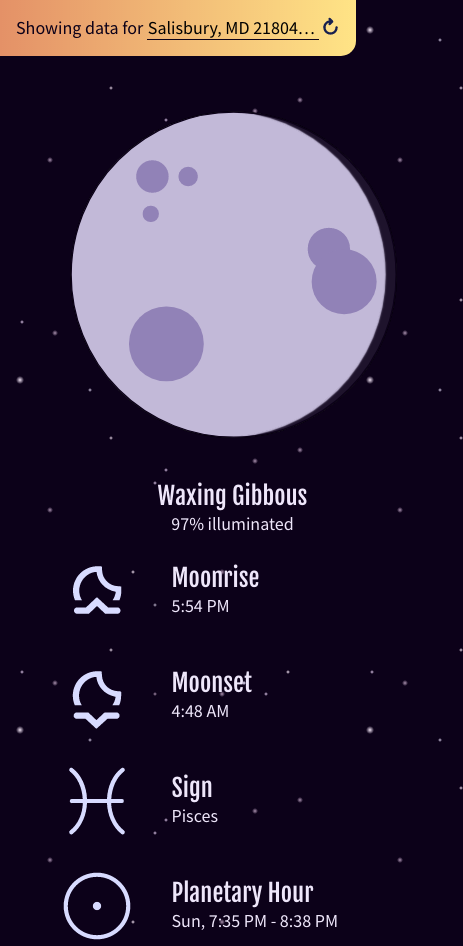 Showing data for Salisbury, MD 21804...
Waxing Gibbous
97% illuminated
Moonrise
5:54 PM
Moonset
4:48 AM
Sign
Pisces
Planetary Hour
Sun, 7:35 PM - 8:38 PM